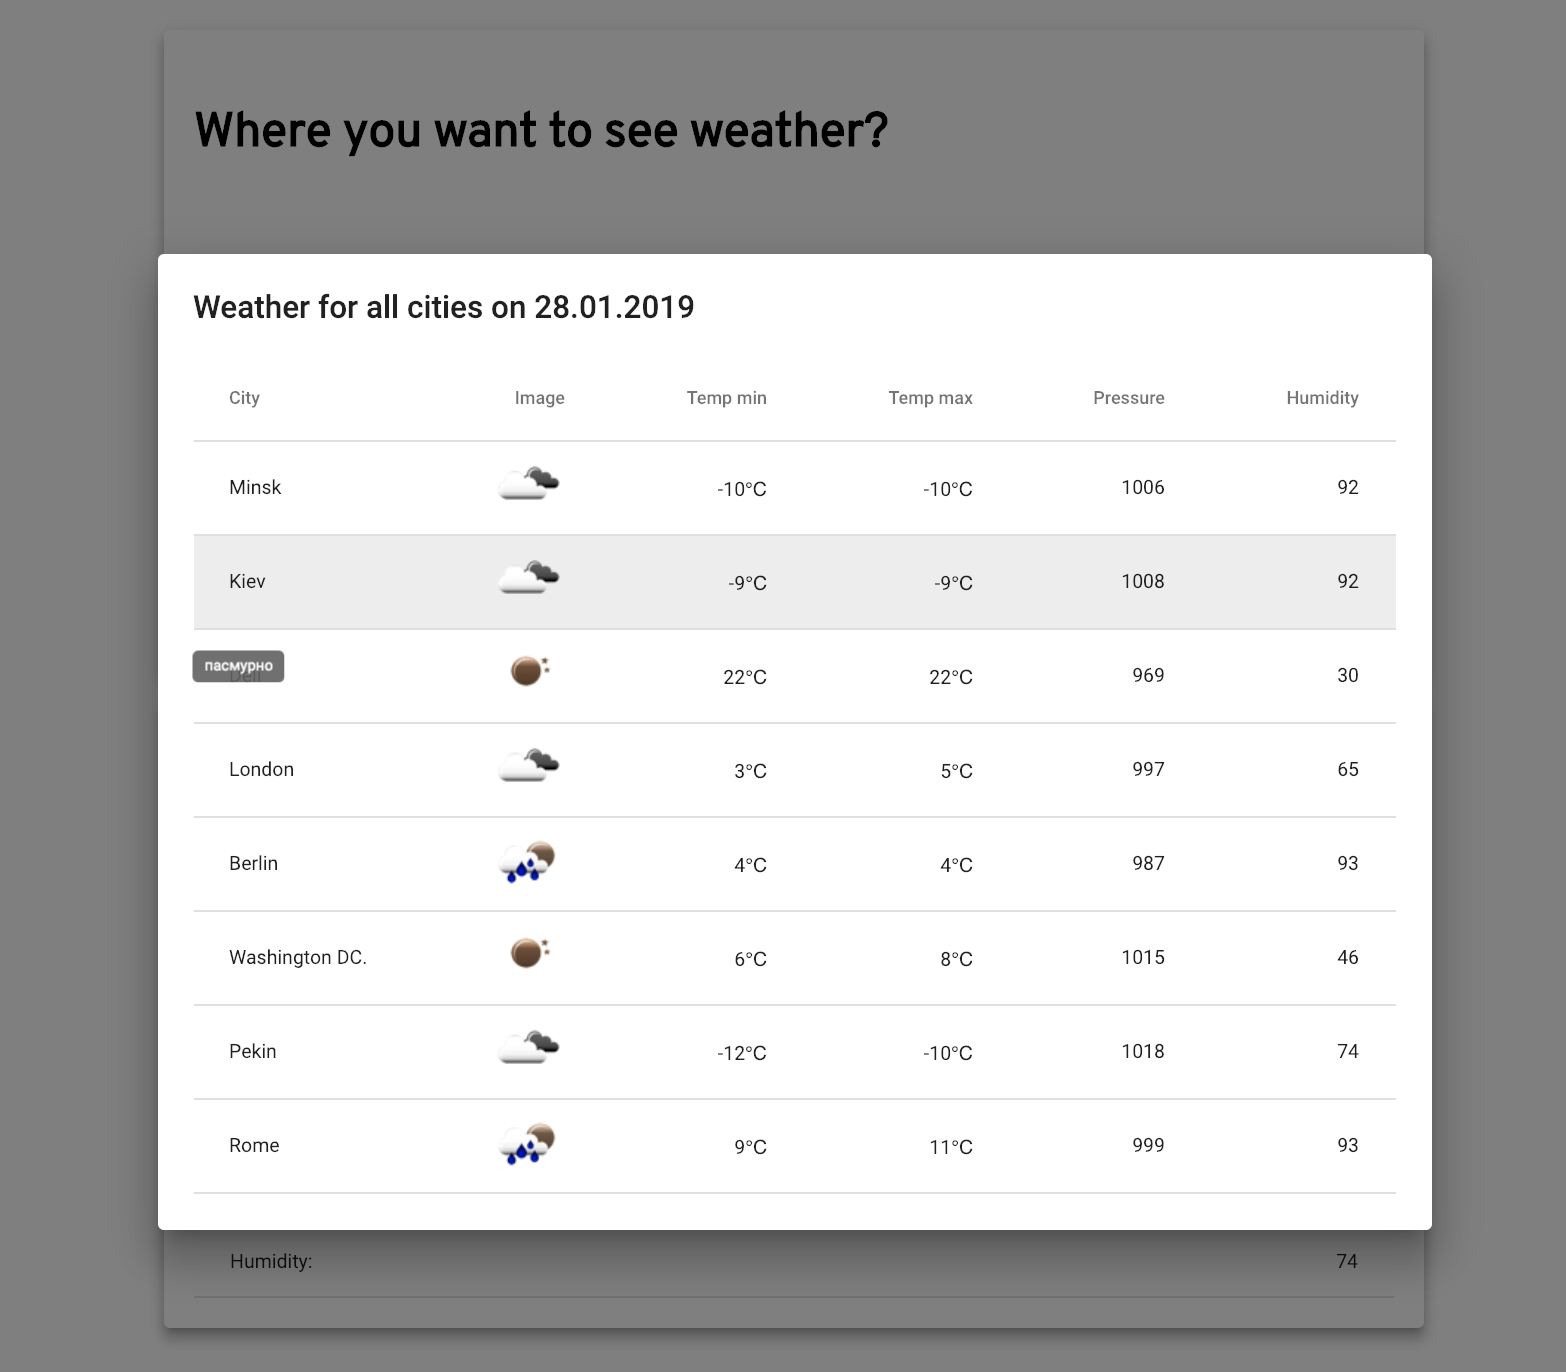 Where you want to see weather?
Weather for all cities on 28.01.2019
City Image Temp min Temp max Pressure Humidity
Minsk -10°C -10°C 1006 92
Kiev -9°C -9°C 1008 92
пасмурно
22°C 22°C 969 30
London 3°C 5°C 997 65
Berlin 4°C 4°C 987 93
Washington DC. 6°C 8°C 1015 46
Pekin -12°C -10°C 1018 74
Rome 9°C 11°C 999 93
Humidity: 74